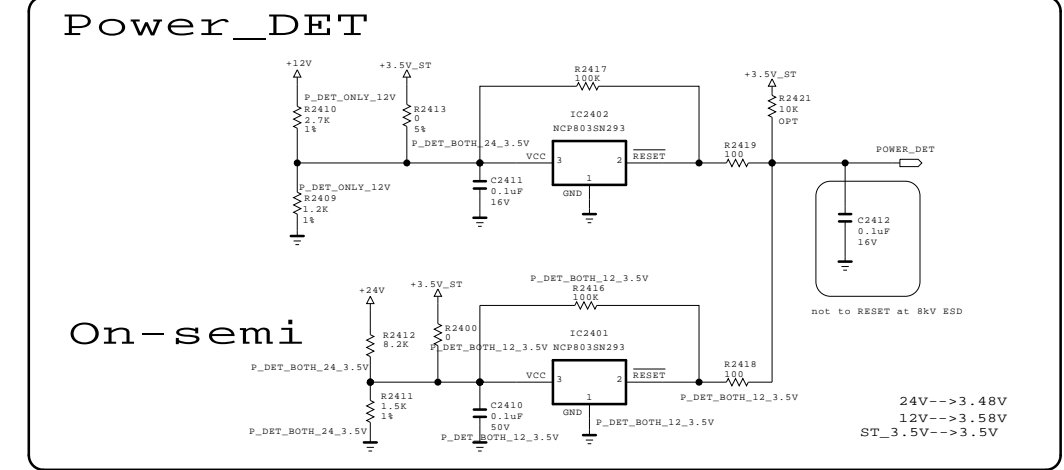 Power_DET
+12V
P_DET_ONLY_12V
R2410
2.7K
1%
+3.5V_ST
R2413
0
5%
P_DET_BOTH_24_3.5V
R2417
100K
IC2402
NCP803SN293
VCC
3
2
RESET
1
GND
C2411
0.1uF
16V
P_DET_ONLY_12V
R2409
1.2K
1%
R2419
100
+3.5V_ST
R2421
10K
OPT
POWER_DET
C2412
0.1uF
16V
not to RESET at 8kV ESD
On-semi
+24V
R2412
8.2K
P_DET_BOTH_24_3.5V
+3.5V_ST
R2400
0
P_DET_BOTH_12_3.5V
P_DET_BOTH_12_3.5V
R2416
100K
IC2401
NCP803SN293
VCC
3
2
RESET
1
GND
P_DET_BOTH_12_3.5V
R2411
1.5K
1%
P_DET_BOTH_24_3.5V
C2410
0.1uF
50V
P_DET_BOTH_12_3.5V
R2418
100
P_DET_BOTH_12_3.5V
24V-->3.48V
12V-->3.58V
ST_3.5V-->3.5V